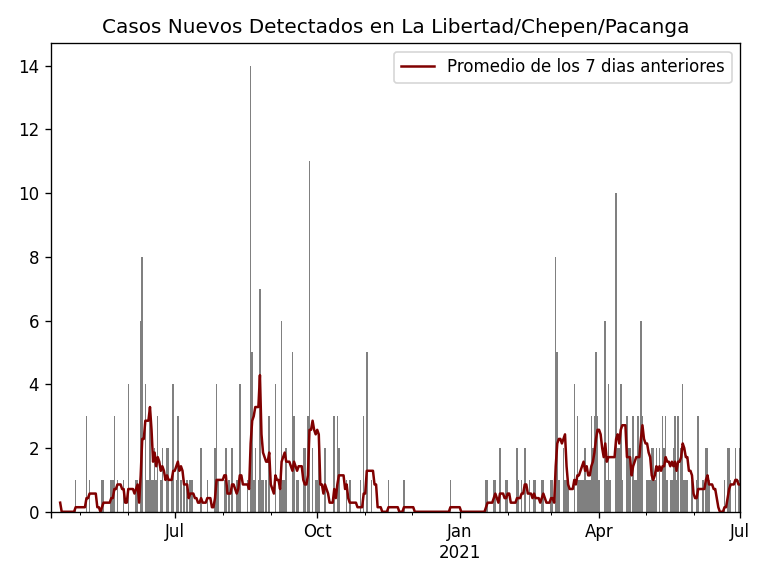 Casos Nuevos Detectados en La Libertad/Chepen/Pacanga
Promedio de los 7 dias anteriores
14
12
10
8
6
4
2
0
Jul
Oct
Jan
2021
Apr
Jul